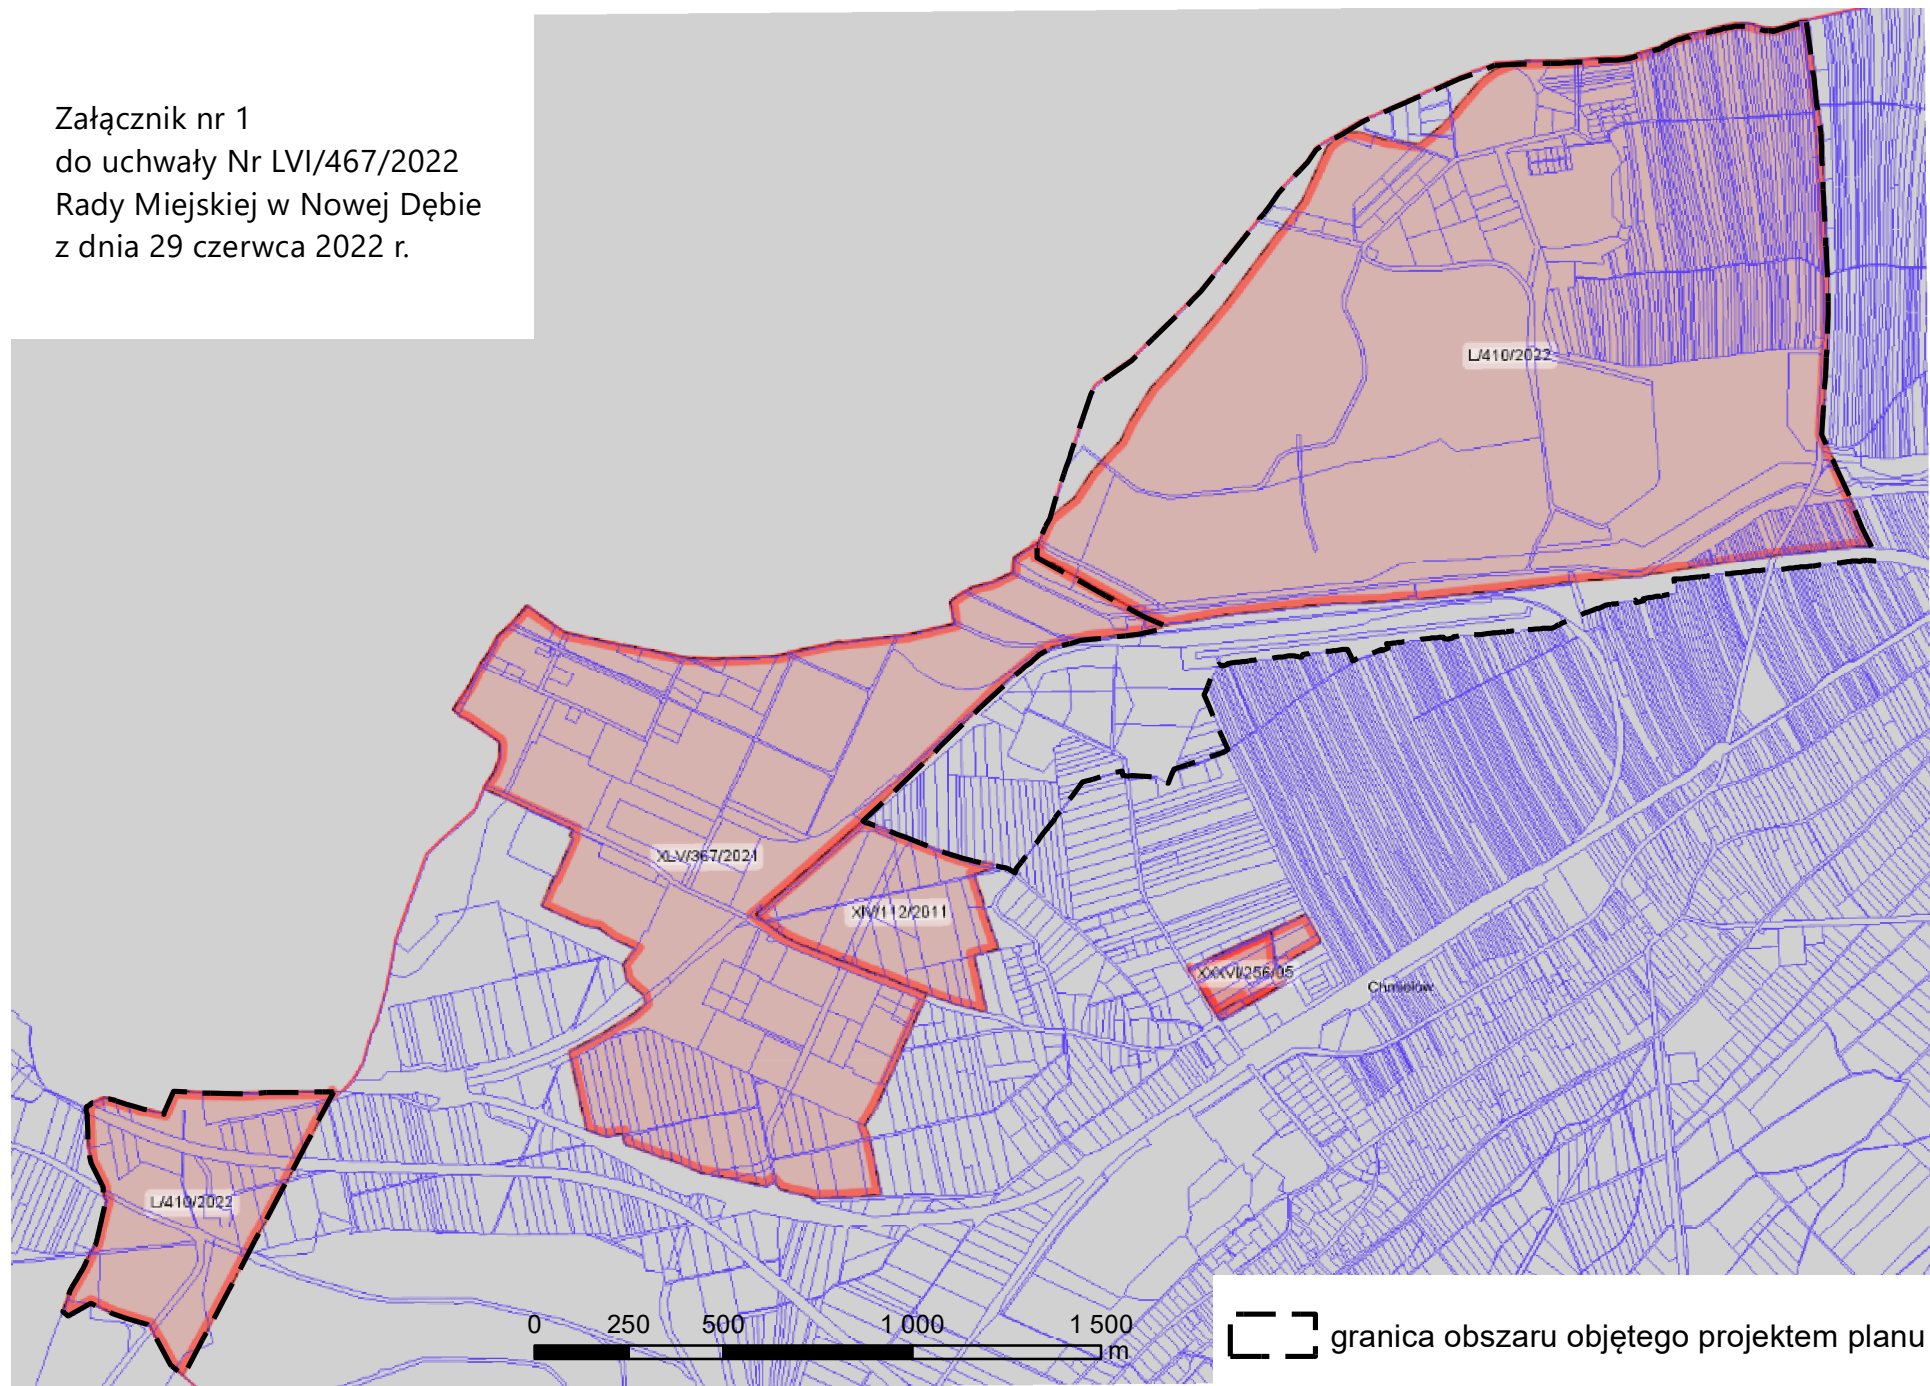 Załącznik nr 1
do uchwały Nr LVI/467/2022
Rady Miejskiej w Nowej Dębie
z dnia 29 czerwca 2022 r.
L/410/2022
XLV/367/2021
XIV/112/2011
XXXVI/256/05
Chmielow
L/410/2022
0 250 500 1 000 1 500
m
granica obszaru objętego projektem planu